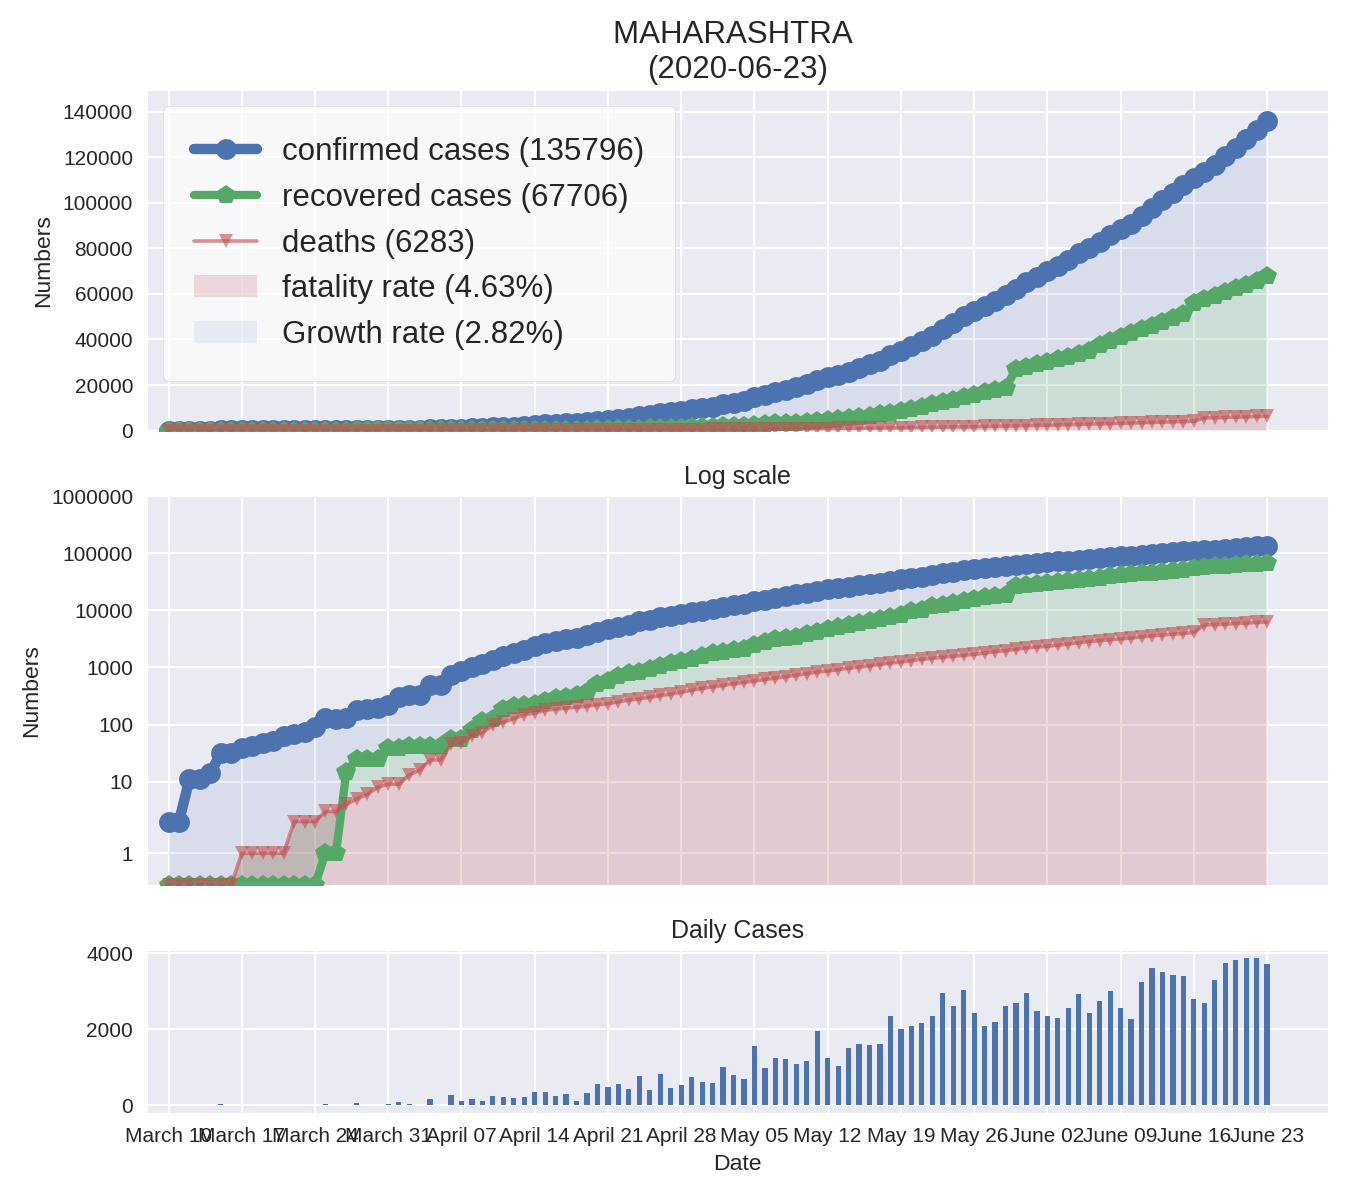 MAHARASHTRA
(2020-06-23)
140000
120000
100000
80000
60000
40000
20000
0
Numbers
confirmed cases (135796)
recovered cases (67706)
deaths (6283)
fatality rate (4.63%)
Growth rate (2.82%)
Log scale
1000000
100000
10000
1000
100
10
1
Numbers
Daily Cases
4000
2000
0
March 10 March 17 March 24 March 31 April 07 April 14 April 21 April 28 May 05 May 12 May 19 May 26 June 02 June 09 June 16 June 23
Date